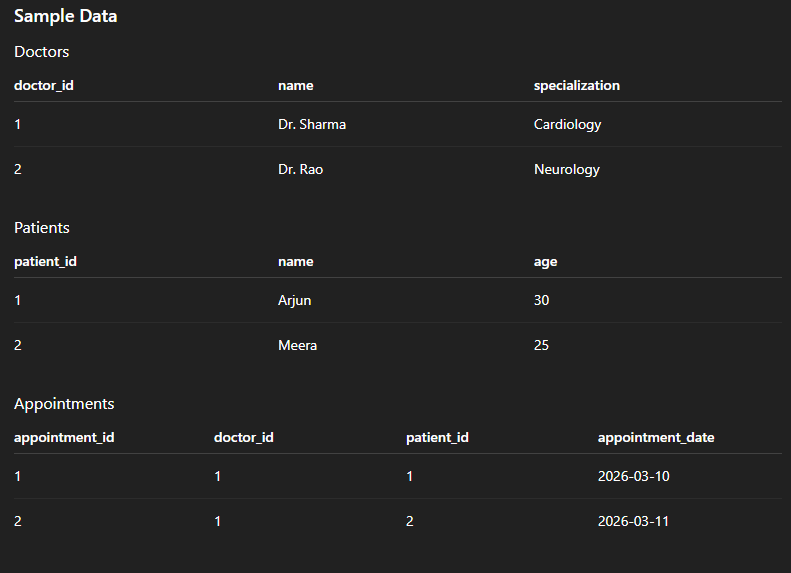 Sample Data
Doctors
doctor_id name specialization
1 Dr. Sharma Cardiology
2 Dr. Rao Neurology
Patients
patient_id name age
1 Arjun 30
2 Meera 25
Appointments
appointment_id doctor_id patient_id appointment_date
1 1 1 2026-03-10
2 1 2 2026-03-11